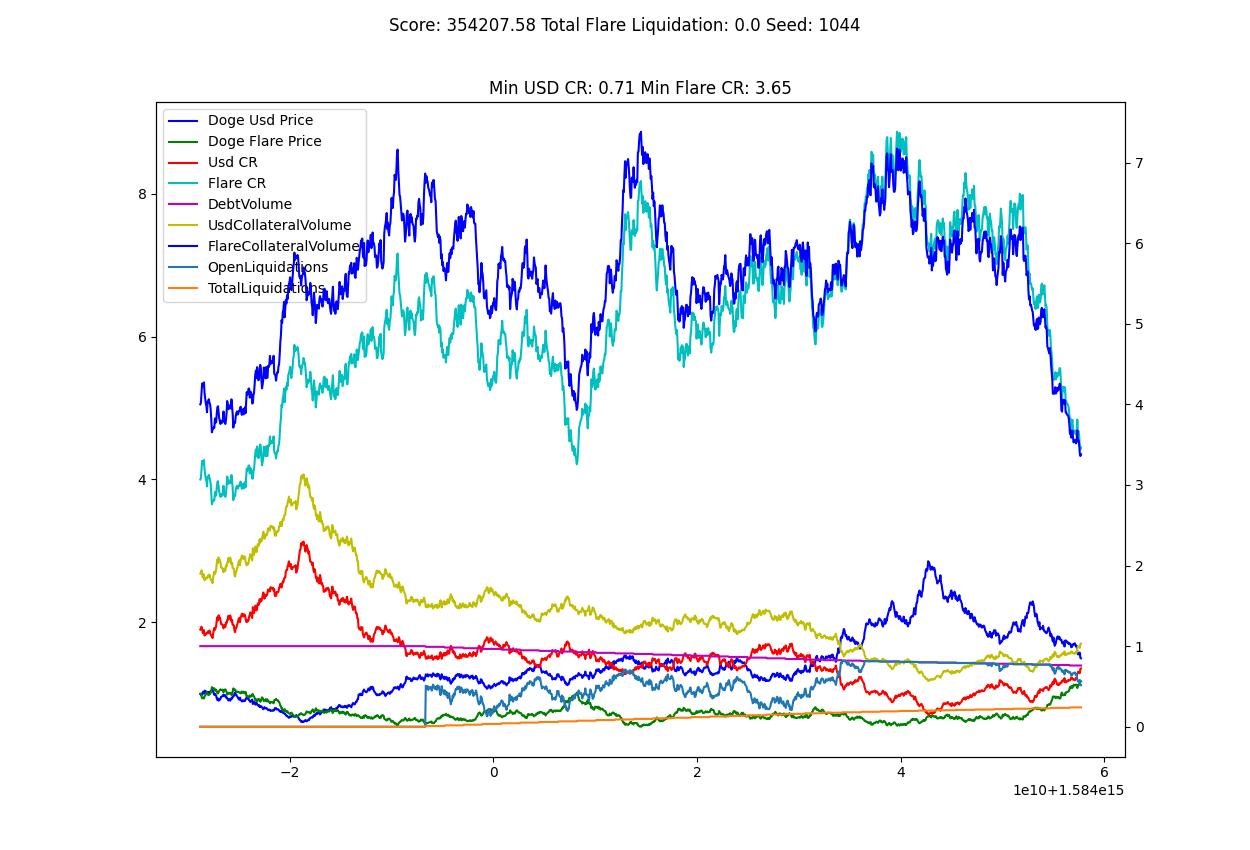 Score: 354207.58 Total Flare Liquidation: 0.0 Seed: 1044
Min USD CR: 0.71 Min Flare CR: 3.65
Doge Usd Price
Doge Flare Price
Usd CR
Flare CR
DebtVolume
UsdCollateralVolume
FlareCollateralVolume
OpenLiquidations
TotalLiquidations
8
6
4
2
7
6
5
4
3
2
1
0
−2
0
2
4
6
1e10+1.584e15